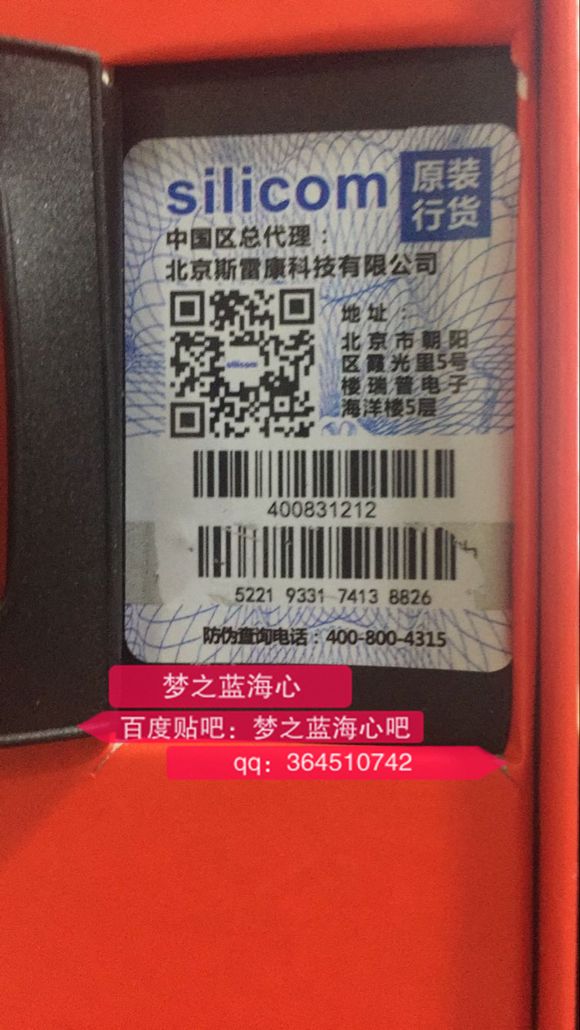 silicom
原装
行货
中国区总代理：
北京斯雷康科技有限公司
地址：
北京市朝阳
区霞光里5号
楼瑞普电子
海洋楼5层
silicom
400831212
5221 9331 7413 8826
防伪查询电话：400-800-4315
梦之蓝海心
百度贴吧：梦之蓝海心吧
qq：364510742